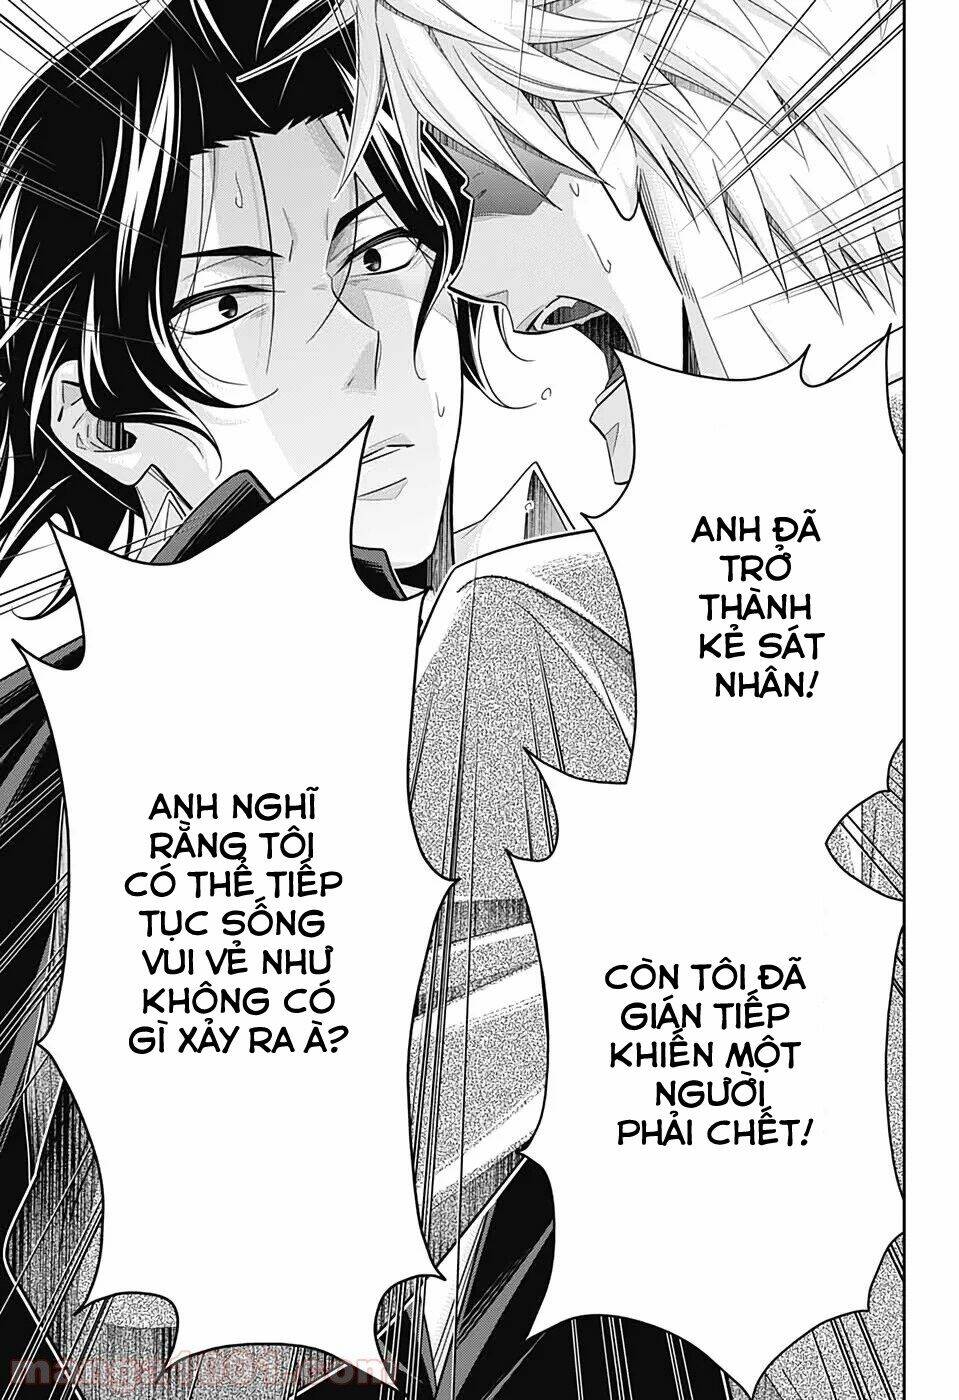 ANH ĐÃ
TRỞ
THÀNH
KẺ SÁT
NHÂN!
CÒN TÔI ĐÃ
GIÁN TIẾP
KHIẾN MỘT
NGƯỜI
PHẢI CHẾT!
ANH NGHĨ
RẰNG TÔI
CÓ THỂ TIẾP
TỤC SỐNG
VUI VẺ NHƯ
KHÔNG CÓ
GÌ XẢY RA À?